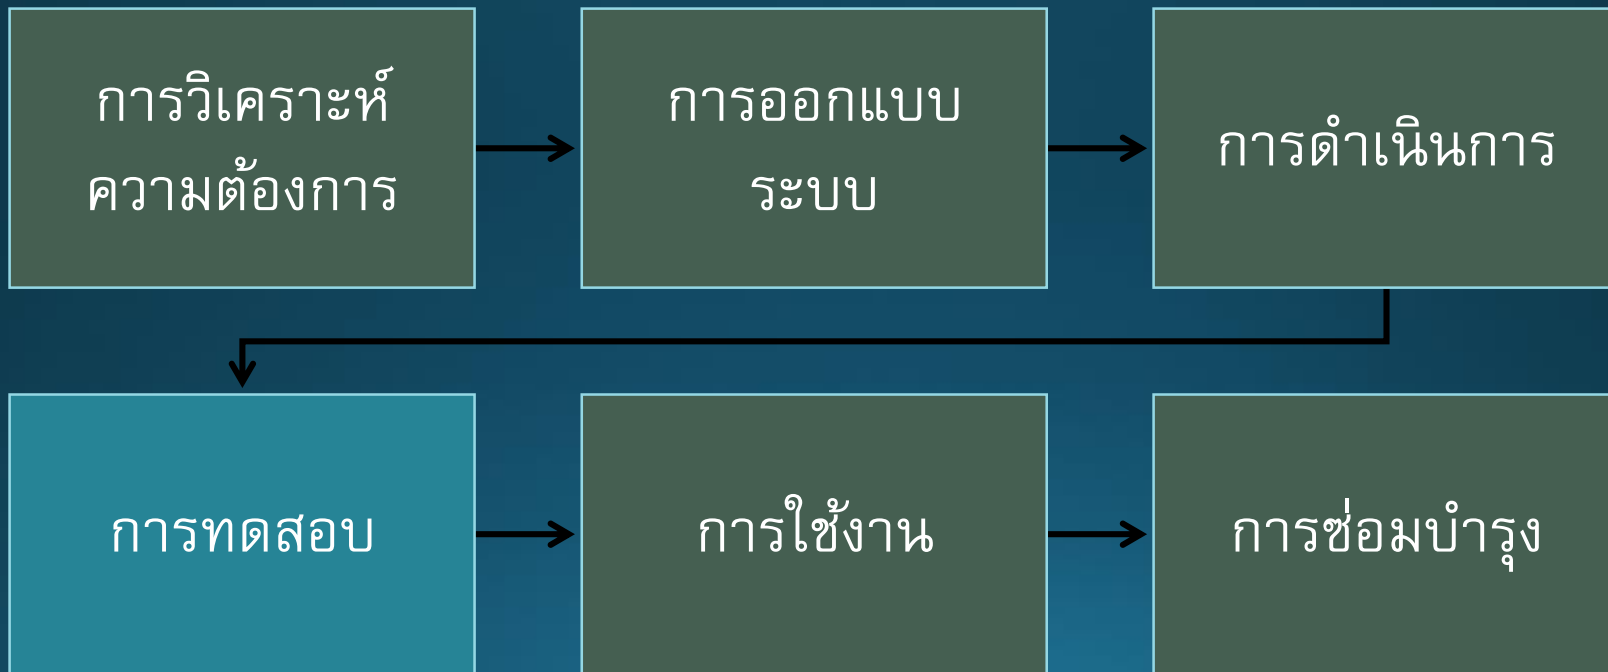 การวิเคราะห์
ความต้องการ
การออกแบบ
ระบบ
การดำเนินการ
การทดสอบ
การใช้งาน
การซ่อมบำรุง